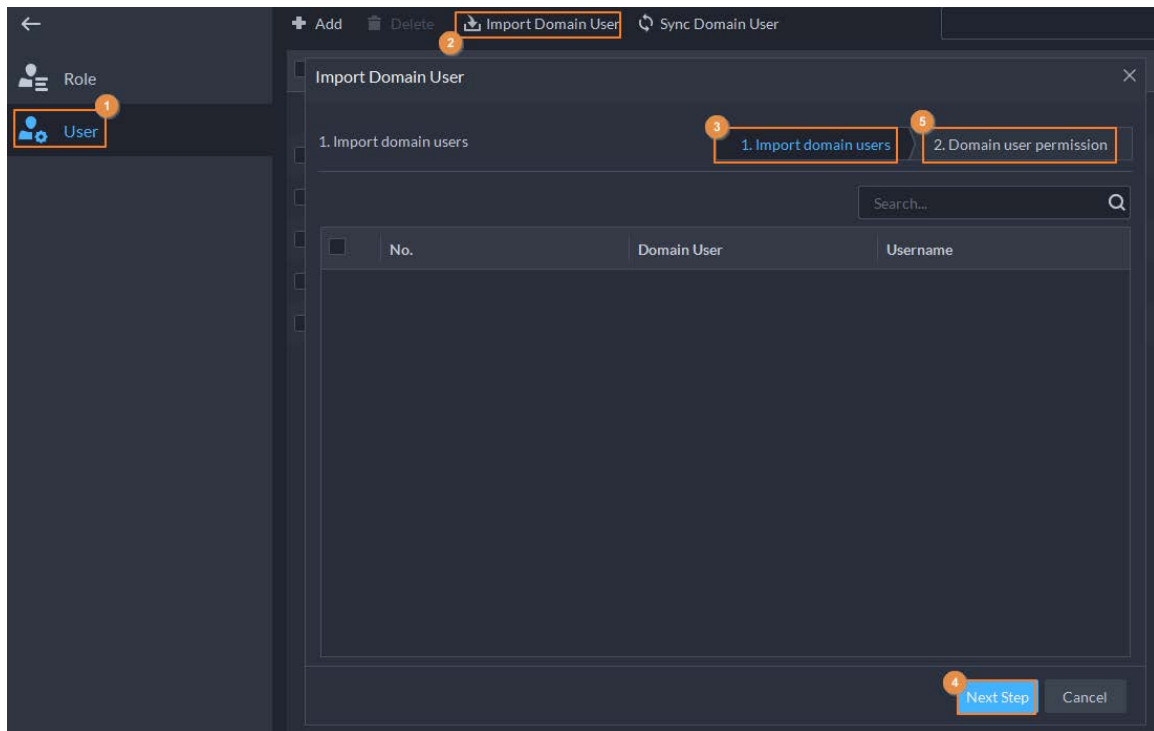 Add Delete Import Domain User Sync Domain User
2
Role
Import Domain User
1
User
3
5
1. Import domain users
1. Import domain users
2. Domain user permission
Search...
No. Domain User Username
4
Next Step Cancel